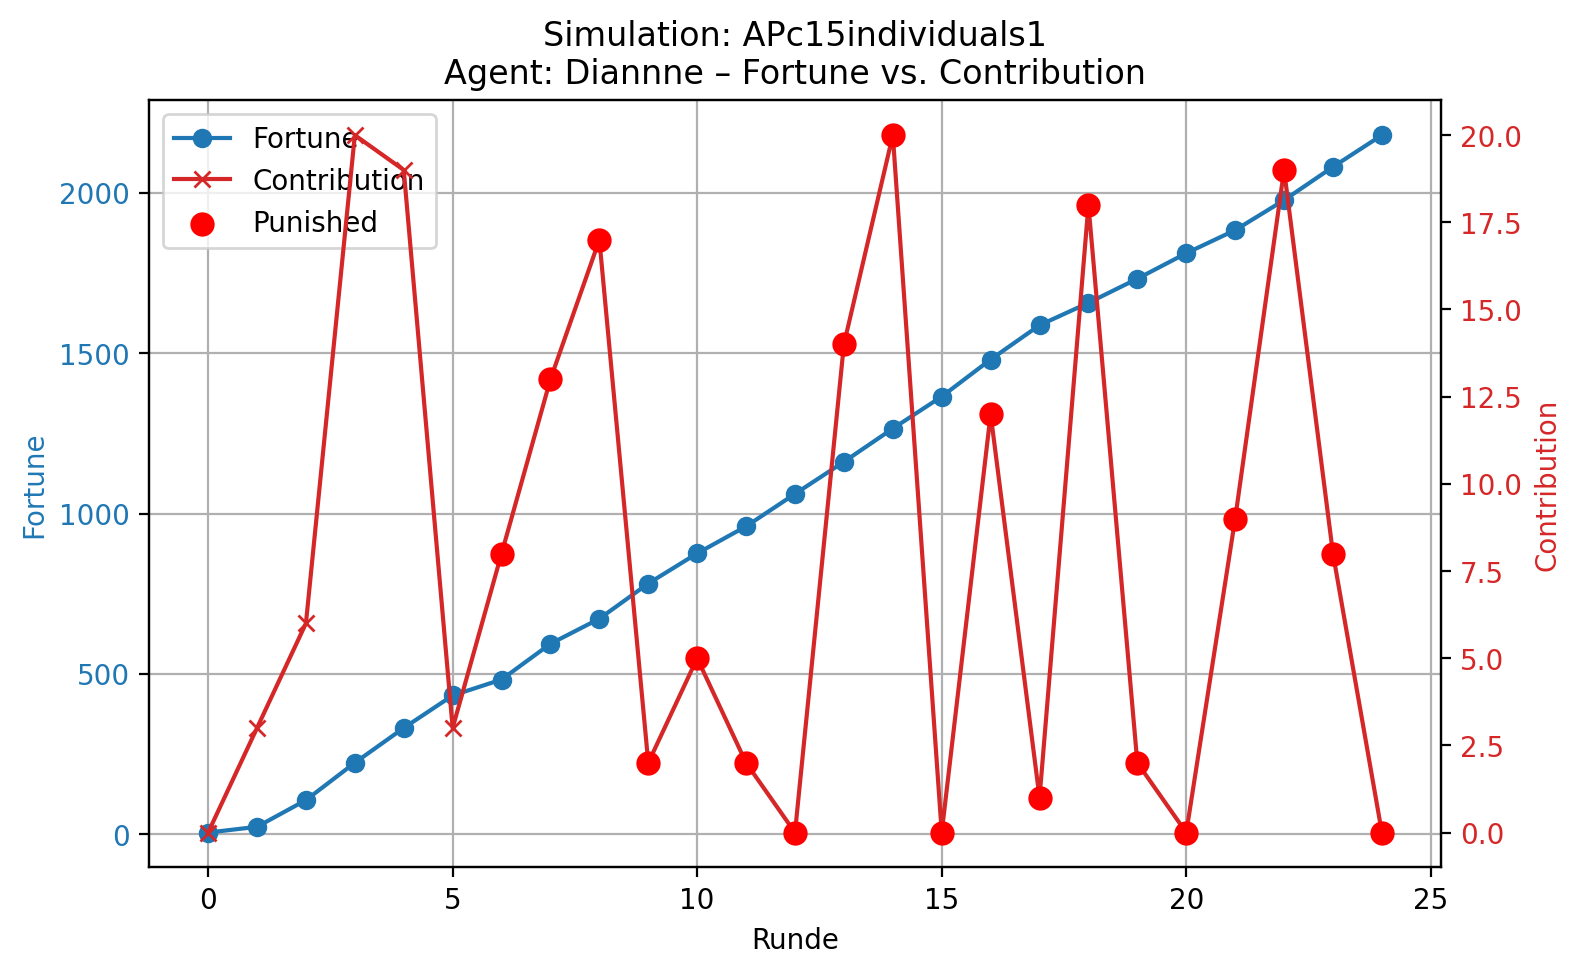 Simulation: APc15individuals1
Agent: Diannne – Fortune vs. Contribution
Fortune
Contribution
Punished
2000
1500
1000
500
0
Fortune
20.0
17.5
15.0
12.5
10.0
7.5
5.0
2.5
0.0
Contribution
0 5 10 15 20 25
Runde